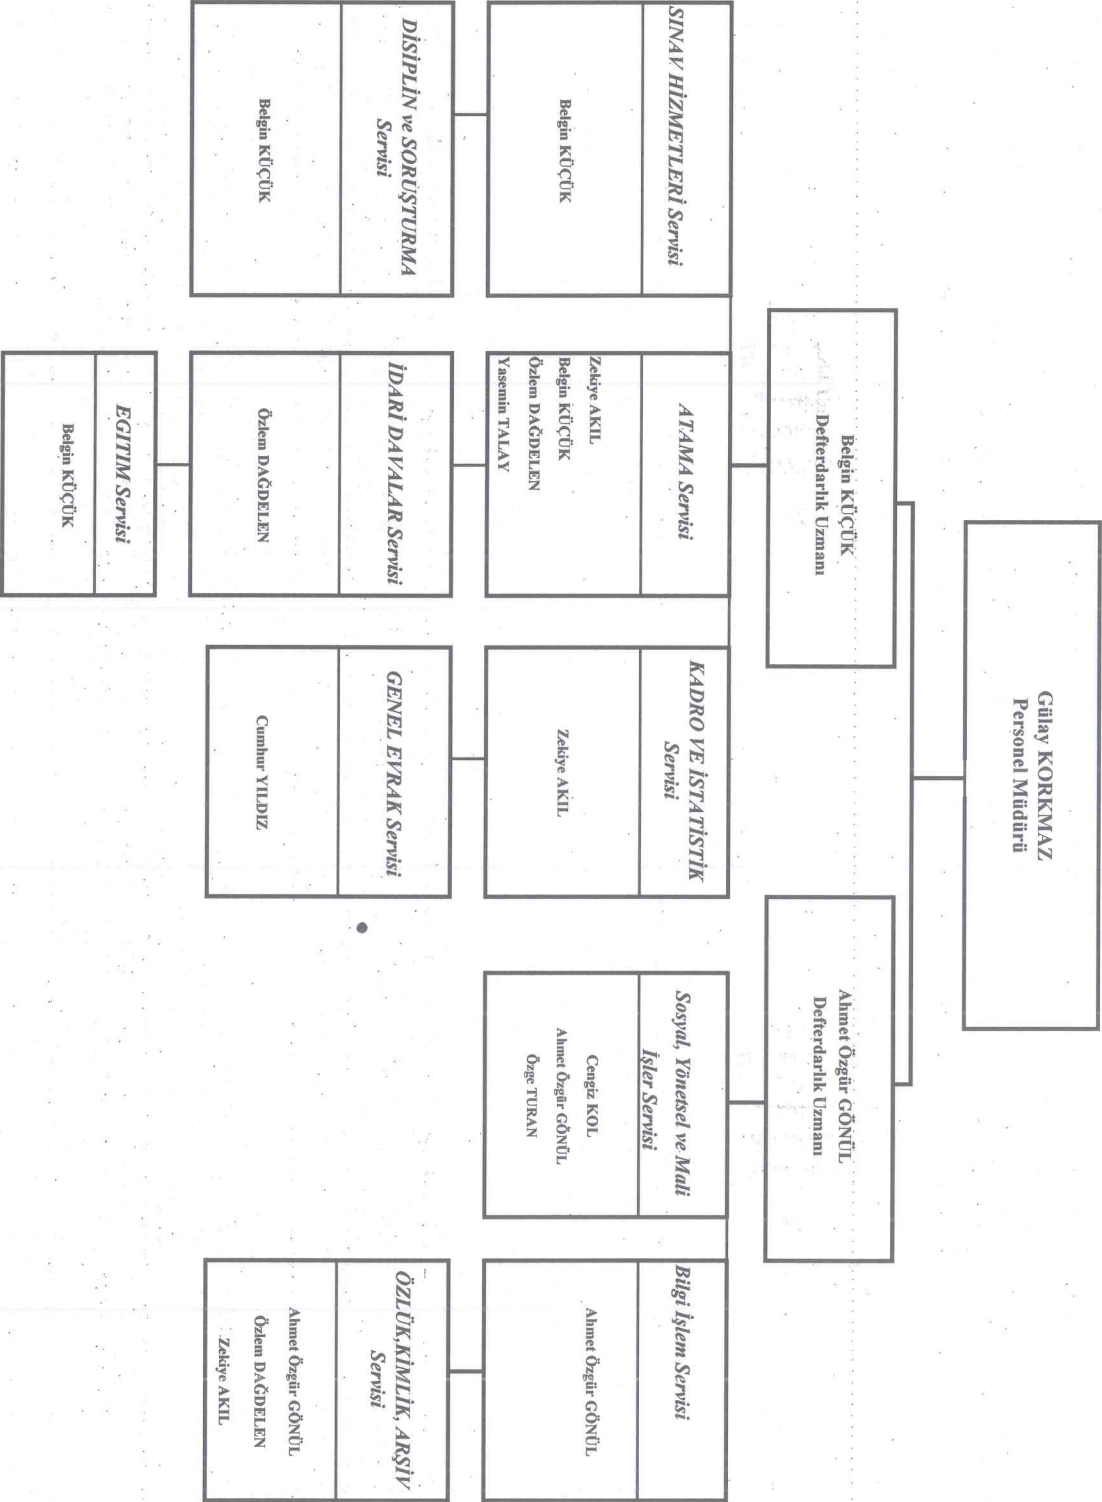 Gülay KORKMAZ
Personel Müdürü
Belgin KÜÇÜK
Defterdarlık Uzmanı
Ahmet Özgür GÖNÜL
Defterdarlık Uzmanı
SINAV HİZMETLERİ Servisi
Belgin KÜÇÜK
ATAMA Servisi
Zekiye AKIL
Belgin KÜÇÜK
Özlem DAĞDELEN
Yasemin TALAY
KADRO VE İSTATİSTİK
Servisi
Zekiye AKIL
Sosyal, Yönetsel ve Mali
İşler Servisi
Cengiz KOL
Ahmet Özgür GÖNÜL
Özge TURAN
Bilgi İşlem Servisi
Ahmet Özgür GÖNÜL
DİSİPLİN ve SORUŞTURMA
Servisi
Belgin KÜÇÜK
İDARİ DAVALAR Servisi
Özlem DAĞDELEN
GENEL EVRAK Servisi
Cumhur YILDIZ
ÖZLÜK,KİMLİK, ARŞİV
Servisi
Ahmet Özgür GÖNÜL
Özlem DAĞDELEN
Zekiye AKIL
EGITIM Servisi
Belgin KÜÇÜK